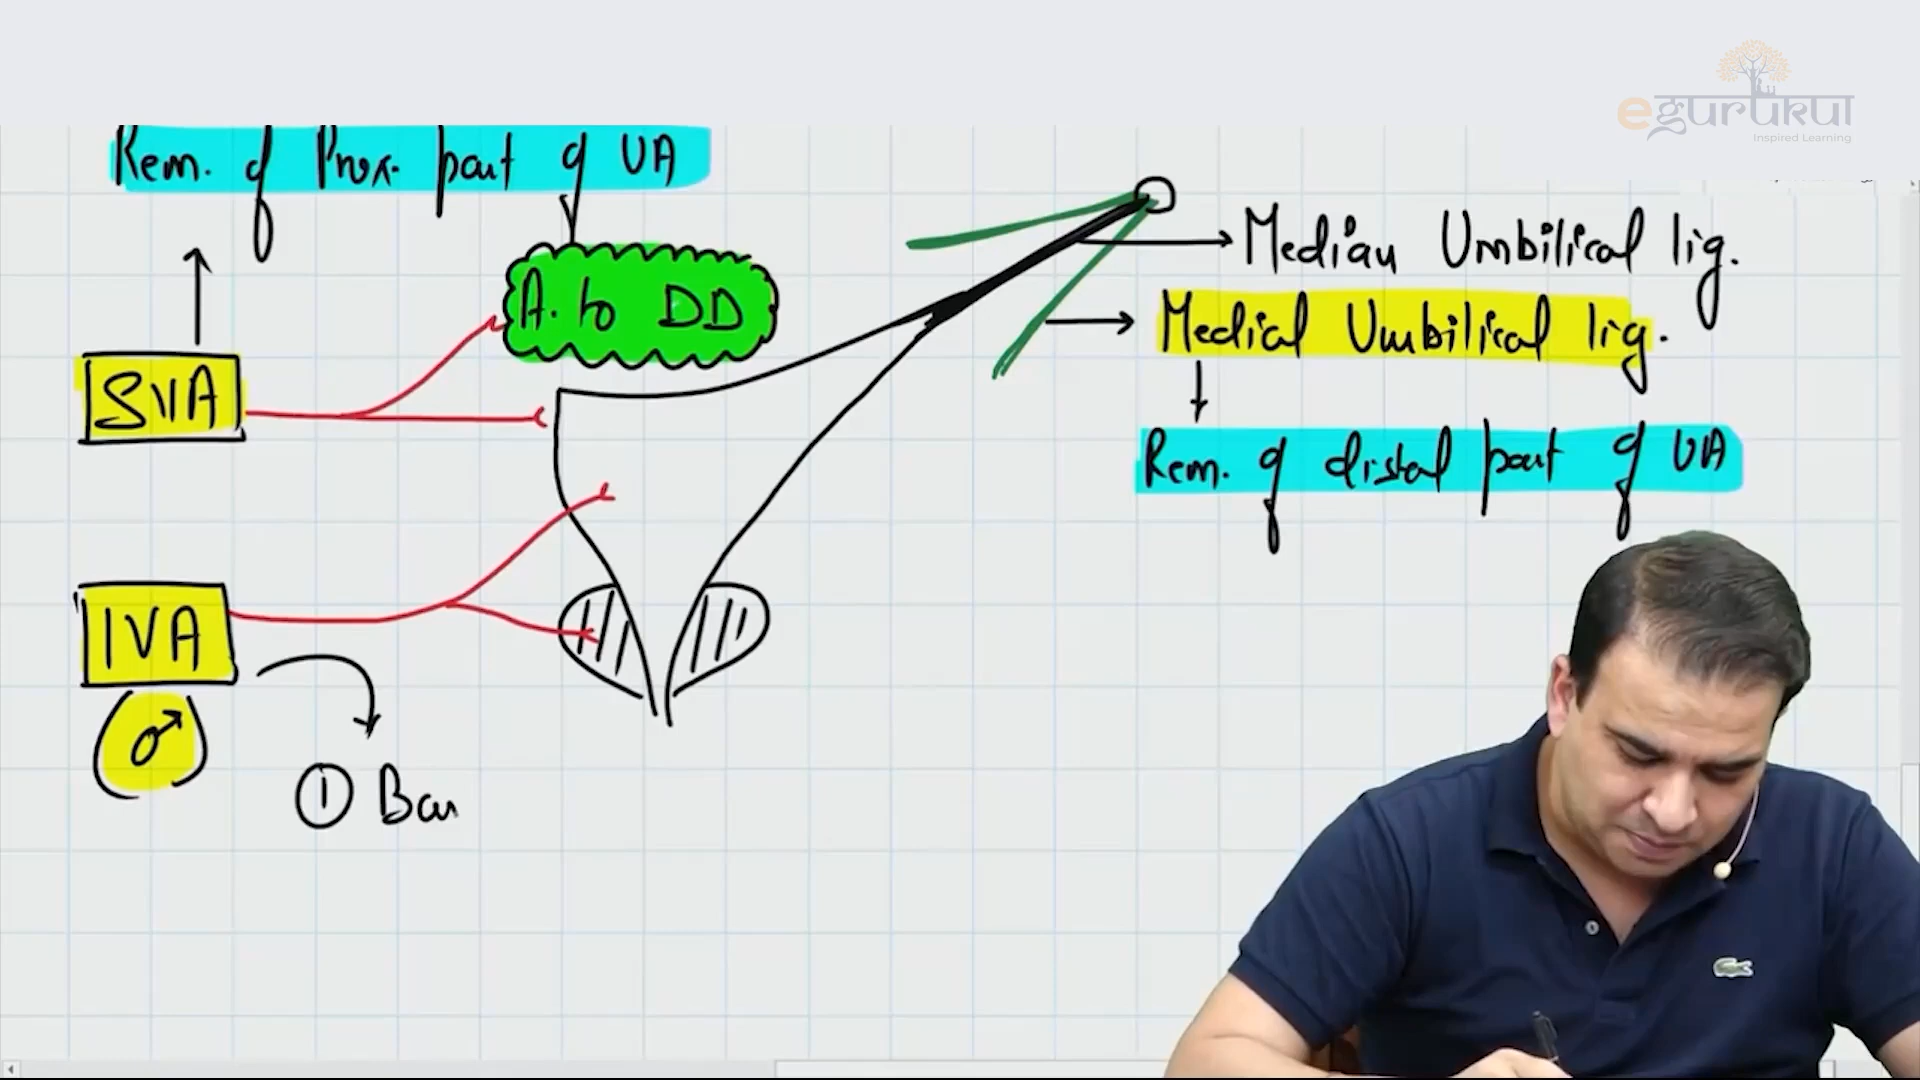 eGurukul
Inspired Learning
Rem. of Prox. part of UA
A. to DD
SVA
IVA
♂
① Bas
Median Umbilical lig.
Medial Umbilical lig.
Rem. of distal part of UA